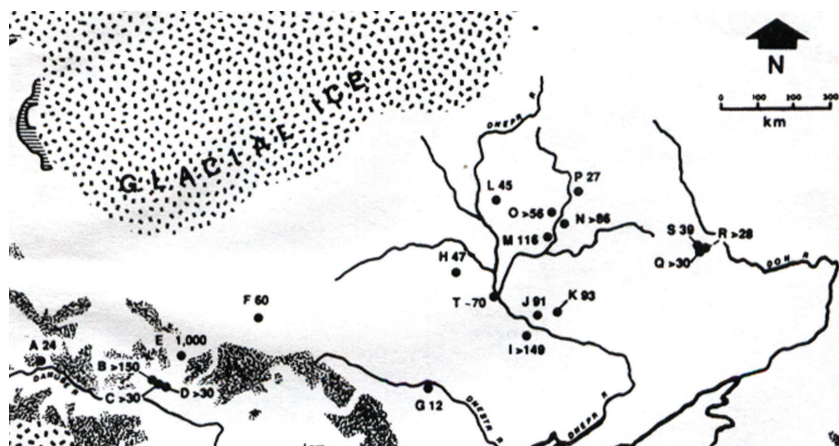 N
0 100 200 300
km
GLACIAL ICE
DNEPR R
P 27
L 45
O >56
N >86
M 116
S 39
R >28
Q >30
DON R
H 47
T ~70
J 91
K 93
F 60
I >149
E 1,000
A 24
B >150
DANUBE R
C >30
D >30
G 12
DNESTR R
DNEPR R